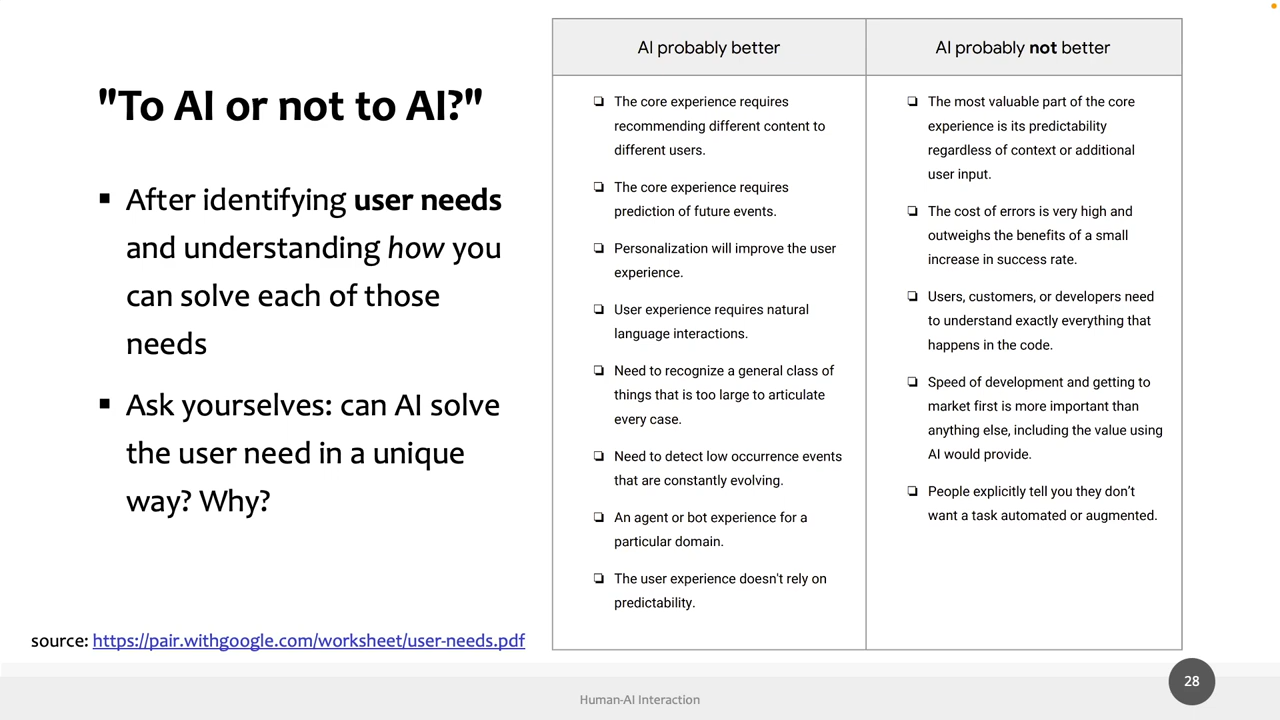 "To AI or not to AI?"
▪ After identifying user needs
and understanding how you
can solve each of those
needs
▪ Ask yourselves: can AI solve
the user need in a unique
way? Why?
source: https://pair.withgoogle.com/worksheet/user-needs.pdf
AI probably better
❏ The core experience requires
recommending different content to
different users.
❏ The core experience requires
prediction of future events.
❏ Personalization will improve the user
experience.
❏ User experience requires natural
language interactions.
❏ Need to recognize a general class of
things that is too large to articulate
every case.
❏ Need to detect low occurrence events
that are constantly evolving.
❏ An agent or bot experience for a
particular domain.
❏ The user experience doesn't rely on
predictability.
AI probably not better
❏ The most valuable part of the core
experience is its predictability
regardless of context or additional
user input.
❏ The cost of errors is very high and
outweighs the benefits of a small
increase in success rate.
❏ Users, customers, or developers need
to understand exactly everything that
happens in the code.
❏ Speed of development and getting to
market first is more important than
anything else, including the value using
AI would provide.
❏ People explicitly tell you they don't
want a task automated or augmented.
Human-AI Interaction
28